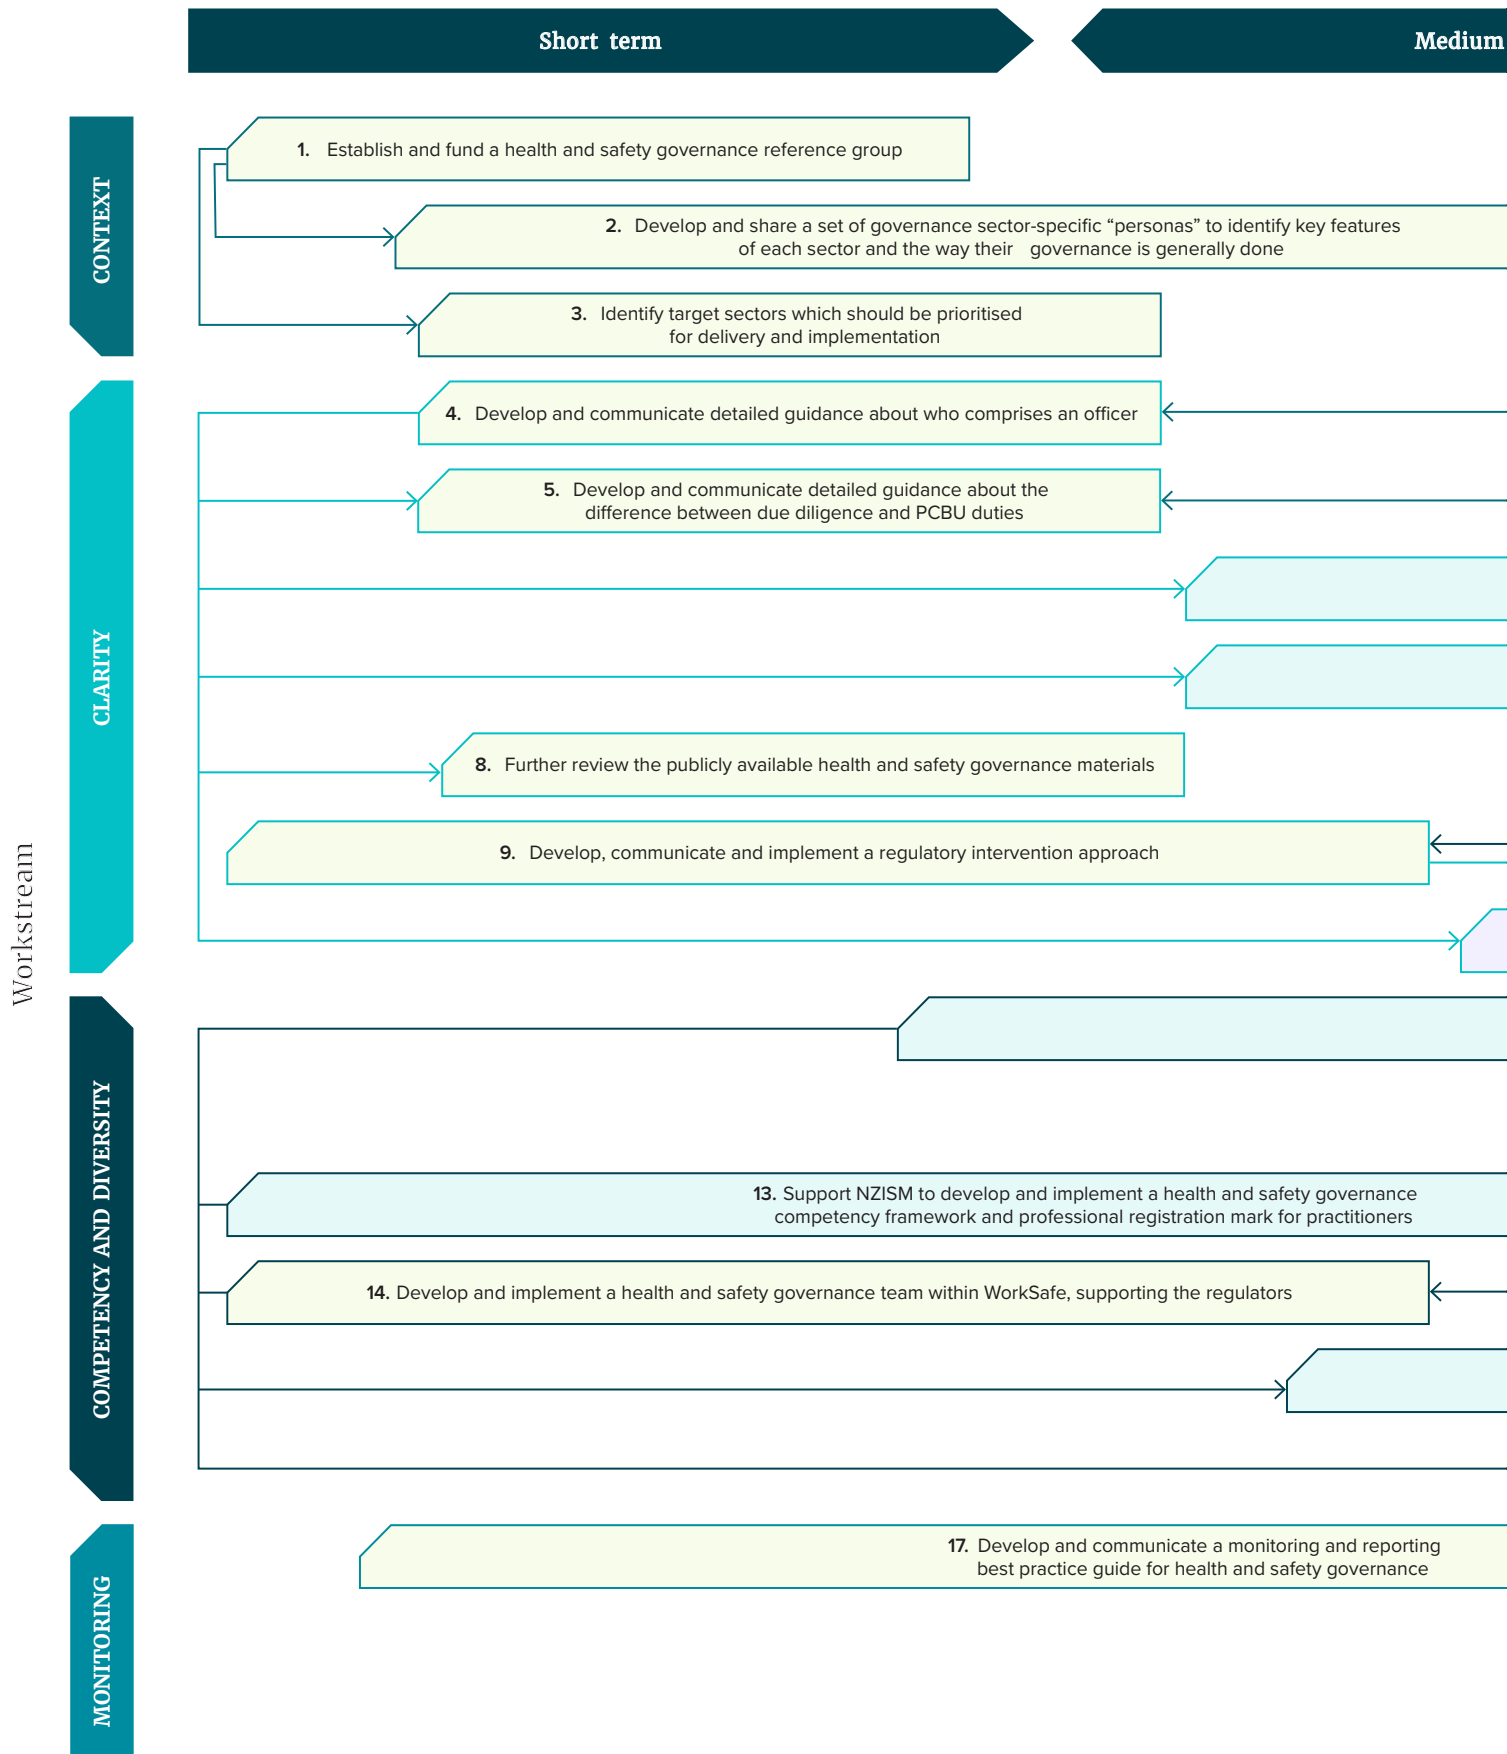 Short term
Medium
Workstream
CONTEXT
1. Establish and fund a health and safety governance reference group
2. Develop and share a set of governance sector-specific “personas” to identify key features
of each sector and the way their governance is generally done
3. Identify target sectors which should be prioritised
for delivery and implementation
CLARITY
4. Develop and communicate detailed guidance about who comprises an officer
5. Develop and communicate detailed guidance about the
difference between due diligence and PCBU duties
8. Further review the publicly available health and safety governance materials
9. Develop, communicate and implement a regulatory intervention approach
COMPETENCY AND DIVERSITY
13. Support NZISM to develop and implement a health and safety governance
competency framework and professional registration mark for practitioners
14. Develop and implement a health and safety governance team within WorkSafe, supporting the regulators
MONITORING
17. Develop and communicate a monitoring and reporting
best practice guide for health and safety governance